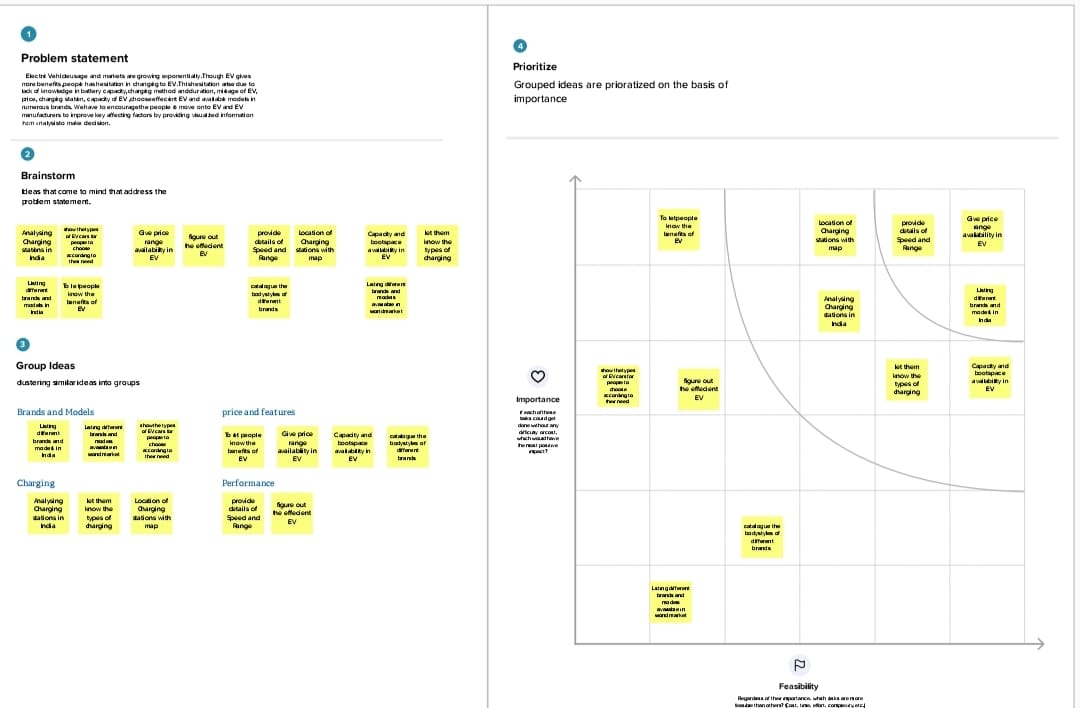 1
Problem statement
Electric Vehicle usage and markets are growing exponentially.Though EV gives
more benefits,people has hesitation in changing to EV.This hesitation arise due to
lack of knowledge in battery capacity,charging method and duration, milage of EV,
price, charging station, capacity of EV ,choose effecient EV and available models in
numerous brands. We have to encourage the people to move onto EV and EV
manufacturers to improve key affecting factors by providing visualized information
from analysis to make decision.
2
Brainstorm
Ideas that come to mind that address the
problem statement.
Analysing
Charging
stations in
India
show the types
of EV cars for
people to
choose
according to
their need
Give price
range
availability in
EV
figure out
the effecient
EV
provide
details of
Speed and
Range
Location of
Charging
stations with
map
Capacity and
bootspace
availability in
EV
let them
know the
types of
charging
Listing
different
brands and
models in
India
To let people
know the
benefits of
EV
catalogue the
bodystyles of
different
brands
Listing different
brands and
models
available in
world market
3
Group Ideas
clustering similar ideas into groups
Brands and Models
Listing
different
brands and
models in
India
Listing different
brands and
models
available in
world market
show the types
of EV cars for
people to
choose
according to
their need
price and features
To let people
know the
benefits of
EV
Give price
range
availability in
EV
Capacity and
bootspace
availability in
EV
catalogue the
bodystyles of
different
brands
Charging
Analysing
Charging
stations in
India
let them
know the
types of
charging
Location of
Charging
stations with
map
Performance
provide
details of
Speed and
Range
figure out
the effecient
EV
4
Prioritize
Grouped ideas are prioratized on the basis of
importance
To let people
know the
benefits of
EV
Location of
Charging
stations with
map
provide
details of
Speed and
Range
Give price
range
availability in
EV
Analysing
Charging
stations in
India
Listing
different
brands and
models in
India
show the types
of EV cars for
people to
choose
according to
their need
figure out
the effecient
EV
let them
know the
types of
charging
Capacity and
bootspace
availability in
EV
catalogue the
bodystyles of
different
brands
Listing different
brands and
models
available in
world market
Importance
If each of these
tasks could get
done without any
difficulty or cost,
which would have
the most positive
impact?
Feasibility
Regardless of their importance, which tasks are more
feasible than others? (Cost, time, effort, complexity, etc.)